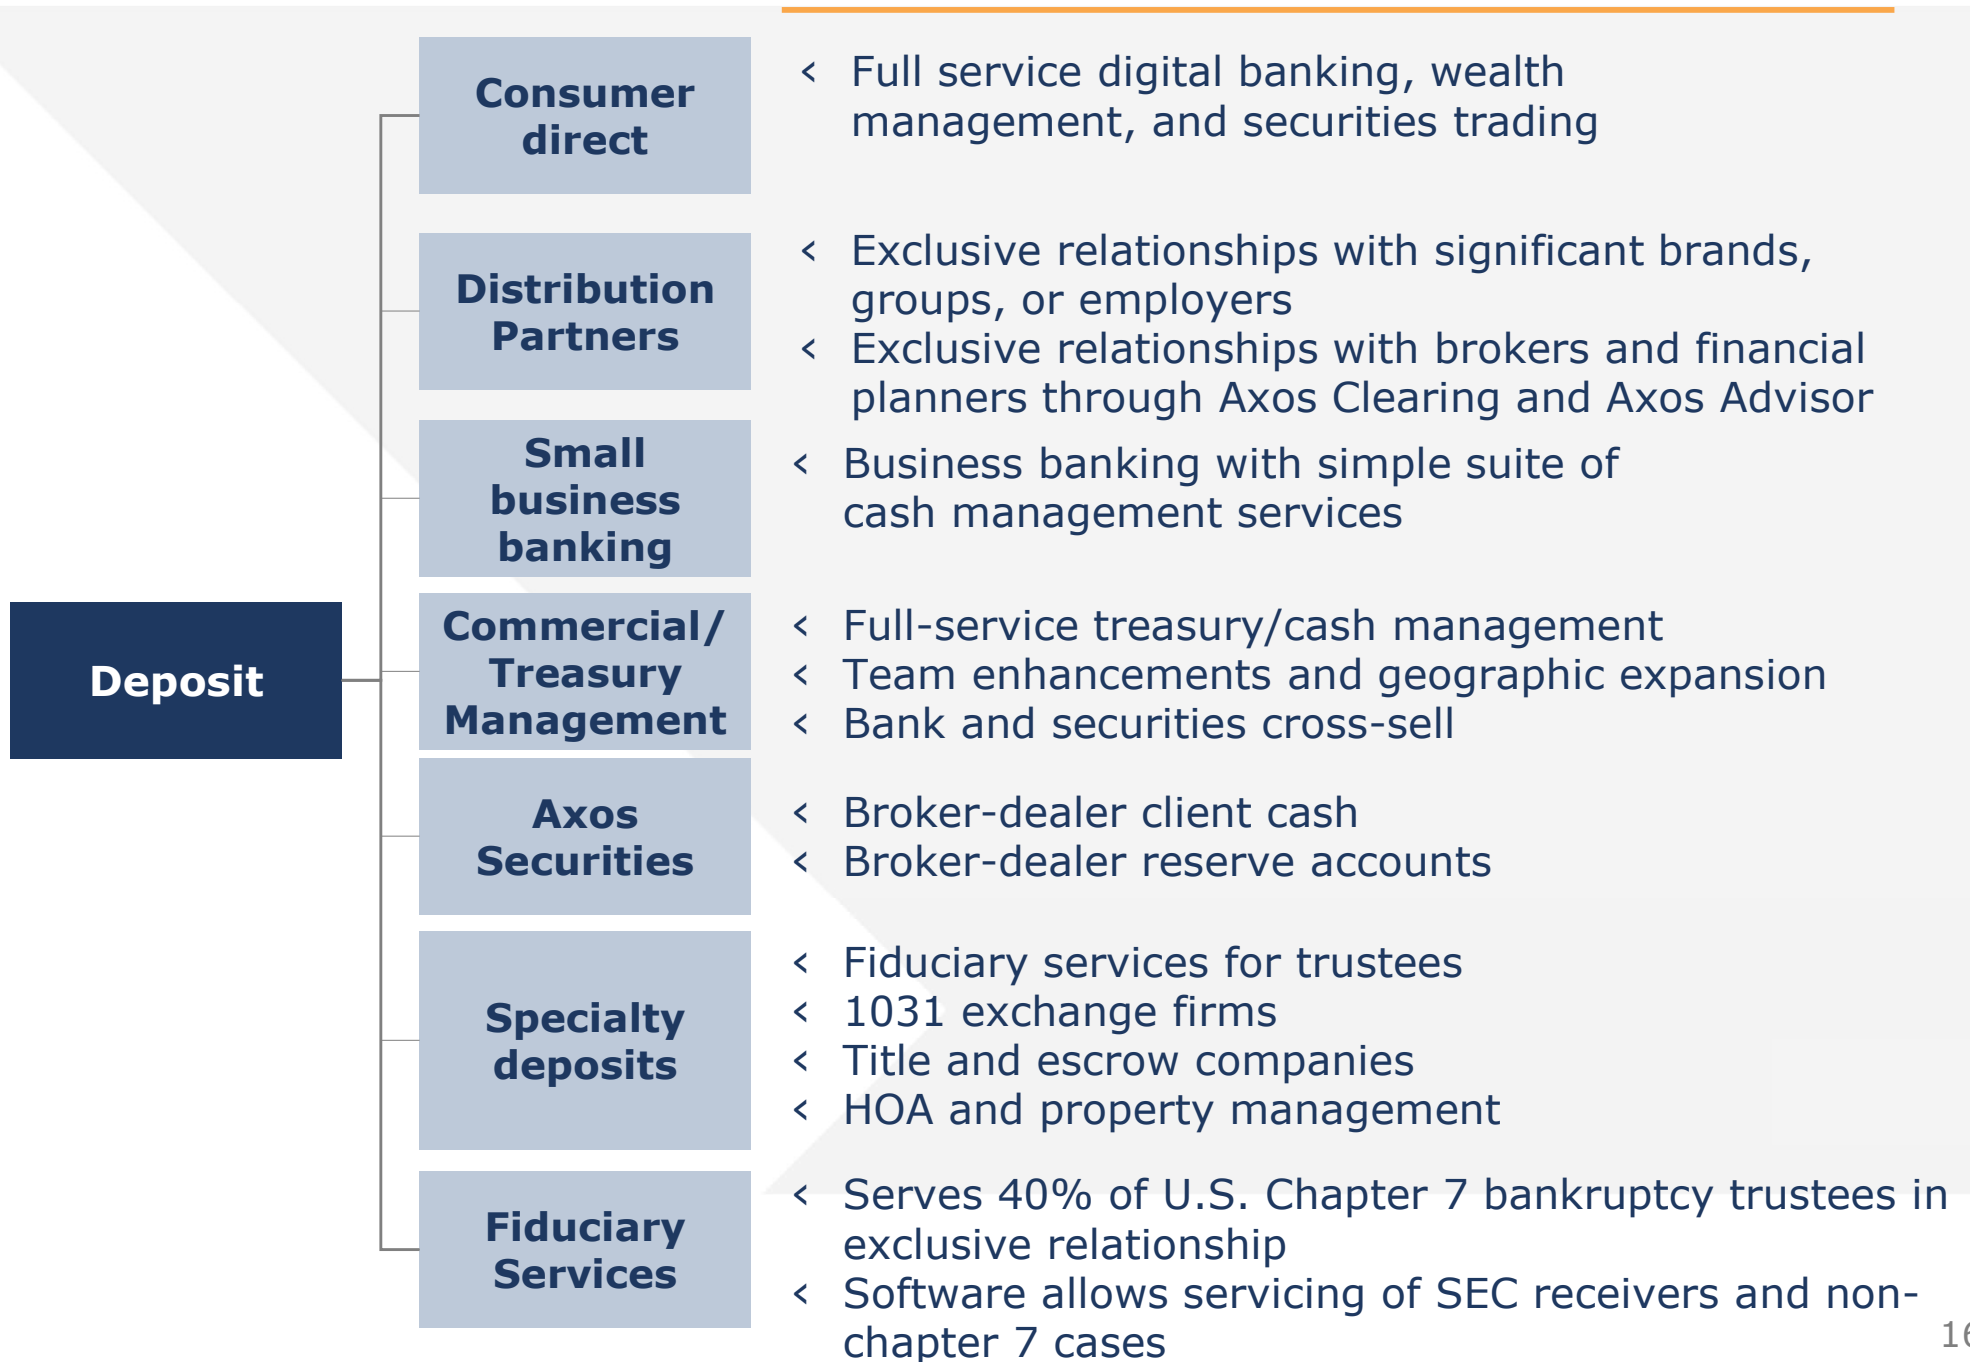 Consumer
direct
‹ Full service digital banking, wealth
management, and securities trading
Distribution
Partners
‹ Exclusive relationships with significant brands,
groups, or employers
‹ Exclusive relationships with brokers and financial
planners through Axos Clearing and Axos Advisor
Small
business
banking
‹ Business banking with simple suite of
cash management services
Deposit
Commercial/
Treasury
Management
‹ Full-service treasury/cash management
‹ Team enhancements and geographic expansion
‹ Bank and securities cross-sell
Axos
Securities
‹ Broker-dealer client cash
‹ Broker-dealer reserve accounts
Specialty
deposits
‹ Fiduciary services for trustees
‹ 1031 exchange firms
‹ Title and escrow companies
‹ HOA and property management
Fiduciary
Services
‹ Serves 40% of U.S. Chapter 7 bankruptcy trustees in
exclusive relationship
‹ Software allows servicing of SEC receivers and non-
chapter 7 cases
16